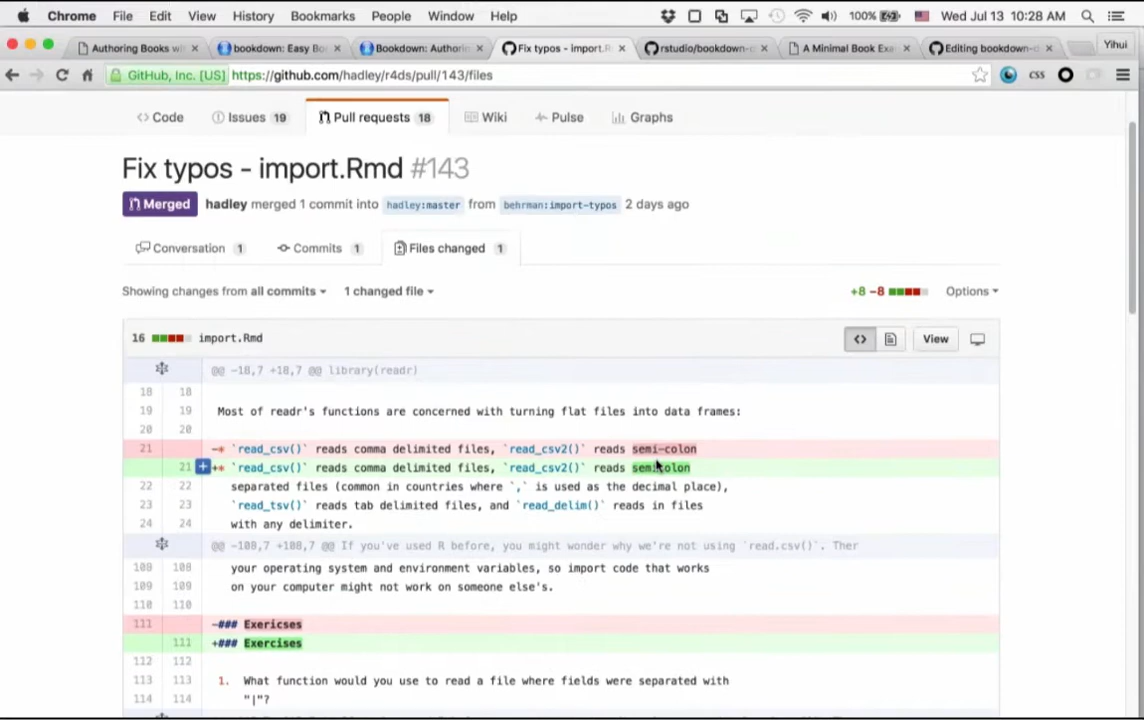 Chrome File Edit View History Bookmarks People Window Help 100% Wed Jul 13 10:28 AM
Authoring Books wi
bookdown: Easy Bo
Bookdown: Authorin
Fix typos - import.R
rstudio/bookdown-
A Minimal Book Exa
Editing bookdown-
Yihui
GitHub, Inc. [US] https://github.com/hadley/r4ds/pull/143/files
CSS
Code Issues 19 Pull requests 18 Wiki Pulse Graphs
Fix typos - import.Rmd #143
Merged hadley merged 1 commit into hadley:master from behrman:import-typos 2 days ago
Conversation 1 Commits 1 Files changed 1
Showing changes from all commits 1 changed file +8 −8 Options
16 import.Rmd <> View
@@ -18,7 +18,7 @@ library(readr)
18 18
19 19 Most of readr's functions are concerned with turning flat files into data frames:
20 20
21 -* `read_csv()` reads comma delimited files, `read_csv2()` reads semi-colon
21 +* `read_csv()` reads comma delimited files, `read_csv2()` reads semicolon
22 22 separated files (common in countries where `,` is used as the decimal place),
23 23 `read_tsv()` reads tab delimited files, and `read_delim()` reads in files
24 24 with any delimiter.
@@ -108,7 +108,7 @@ If you've used R before, you might wonder why we're not using `read.csv()`. Ther
108 108 your operating system and environment variables, so import code that works
109 109 on your computer might not work on someone else's.
110 110
111 -### Exericses
111 +### Exercises
112 112
113 113 1. What function would you use to read a file where fields were separated with
114 114 "|"?